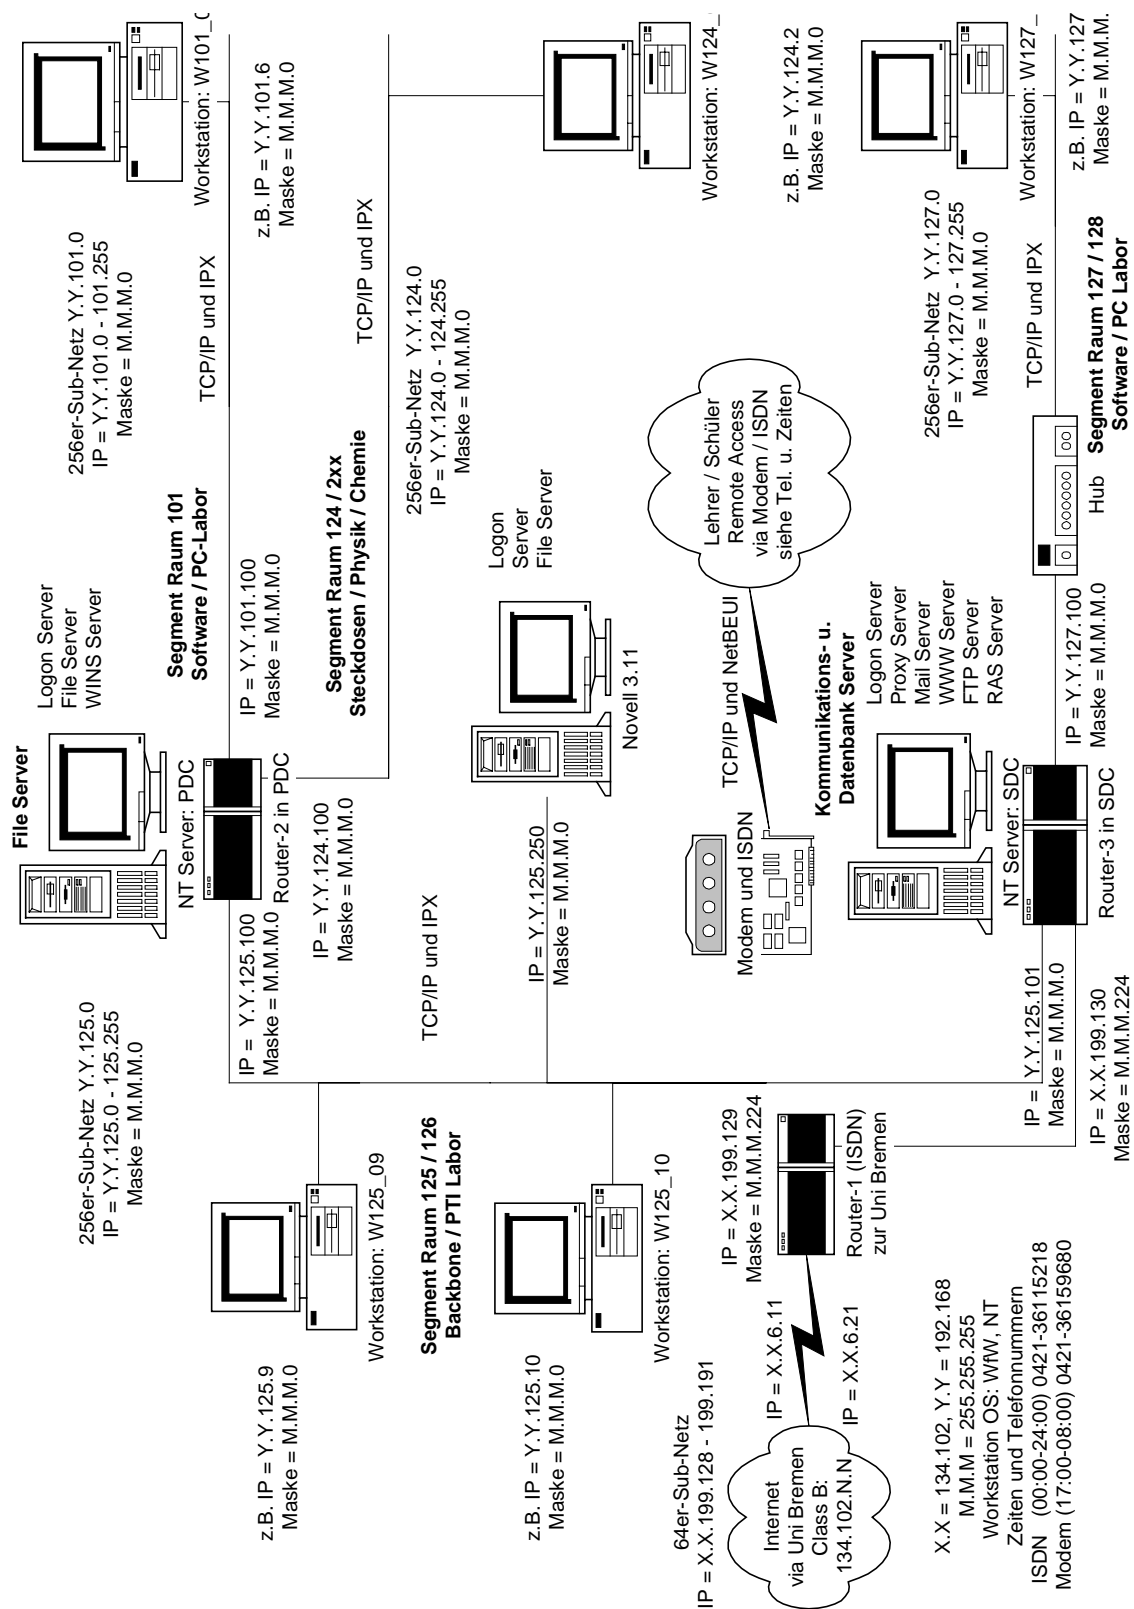 256er-Sub-Netz Y.Y.125.0
IP = Y.Y.125.0 - 125.255
Maske = M.M.M.0
z.B. IP = Y.Y.125.9
Maske = M.M.M.0
Workstation: W125_09
Segment Raum 125 / 126
Backbone / PTI Labor
z.B. IP = Y.Y.125.10
Maske = M.M.M.0
Workstation: W125_10
64er-Sub-Netz
IP = X.X.199.128 - 199.191
Internet
via Uni Bremen
Class B:
134.102.N.N
IP = X.X.6.11
IP = X.X.6.21
IP = X.X.199.129
Maske = M.M.M.224
Router-1 (ISDN)
zur Uni Bremen
X.X = 134.102, Y.Y = 192.168
M.M.M = 255.255.255
Workstation OS: WfW, NT
Zeiten und Telefonnummern
ISDN (00:00-24:00) 0421-36115218
Modem (17:00-08:00) 0421-36159680
File Server
Logon Server
File Server
WINS Server
NT Server: PDC
Router-2 in PDC
IP = Y.Y.125.100
Maske = M.M.M.0
IP = Y.Y.124.100
Maske = M.M.M.0
IP = Y.Y.101.100
Maske = M.M.M.0
TCP/IP und IPX
IP = Y.Y.125.250
Maske = M.M.M.0
Novell 3.11
Logon
Server
File Server
Modem und ISDN
TCP/IP und NetBEUI
Lehrer / Schüler
Remote Access
via Modem / ISDN
siehe Tel. u. Zeiten
Kommunikations- u.
Datenbank Server
Logon Server
Proxy Server
Mail Server
WWW Server
FTP Server
RAS Server
NT Server: SDC
Router-3 in SDC
IP = Y.Y.125.101
Maske = M.M.M.0
IP = X.X.199.130
Maske = M.M.M.224
IP = Y.Y.127.100
Maske = M.M.M.0
Segment Raum 101
Software / PC-Labor
256er-Sub-Netz Y.Y.101.0
IP = Y.Y.101.0 - 101.255
Maske = M.M.M.0
TCP/IP und IPX
Workstation: W101_
z.B. IP = Y.Y.101.6
Maske = M.M.M.0
Segment Raum 124 / 2xx
Steckdosen / Physik / Chemie
TCP/IP und IPX
256er-Sub-Netz Y.Y.124.0
IP = Y.Y.124.0 - 124.255
Maske = M.M.M.0
Workstation: W124_
z.B. IP = Y.Y.124.2
Maske = M.M.M.0
256er-Sub-Netz Y.Y.127.0
IP = Y.Y.127.0 - 127.255
Maske = M.M.M.0
TCP/IP und IPX
Hub
Segment Raum 127 / 128
Software / PC Labor
Workstation: W127_
z.B. IP = Y.Y.127
Maske = M.M.M.